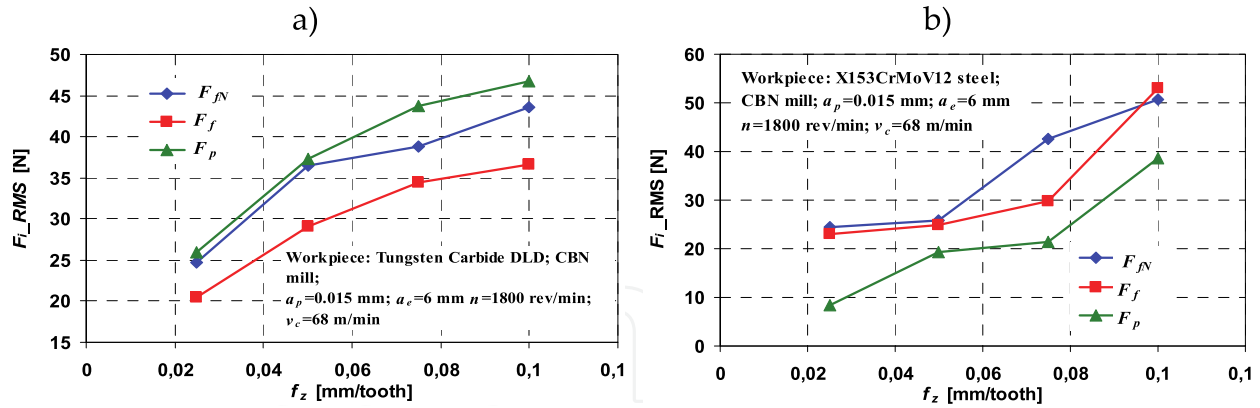 a)
50
45
40
35
30
25
20
15
F_i_RMS [N]
F_fN
F_f
F_p
Workpiece: Tungsten Carbide DLD; CBN
mill;
a_p=0.015 mm; a_e=6 mm n=1800 rev/min;
v_c=68 m/min
0
0,02
0,04
0,06
0,08
0,1
0,1
f_z [mm/tooth]
b)
60
50
40
30
20
10
0
F_i_RMS [N]
Workpiece: X153CrMoV12 steel;
CBN mill; a_p=0.015 mm; a_e=6 mm
n=1800 rev/min; v_c=68 m/min
F_fN
F_f
F_p
0
0,02
0,04
0,06
0,08
0,1
0,1
f_z [mm/tooth]